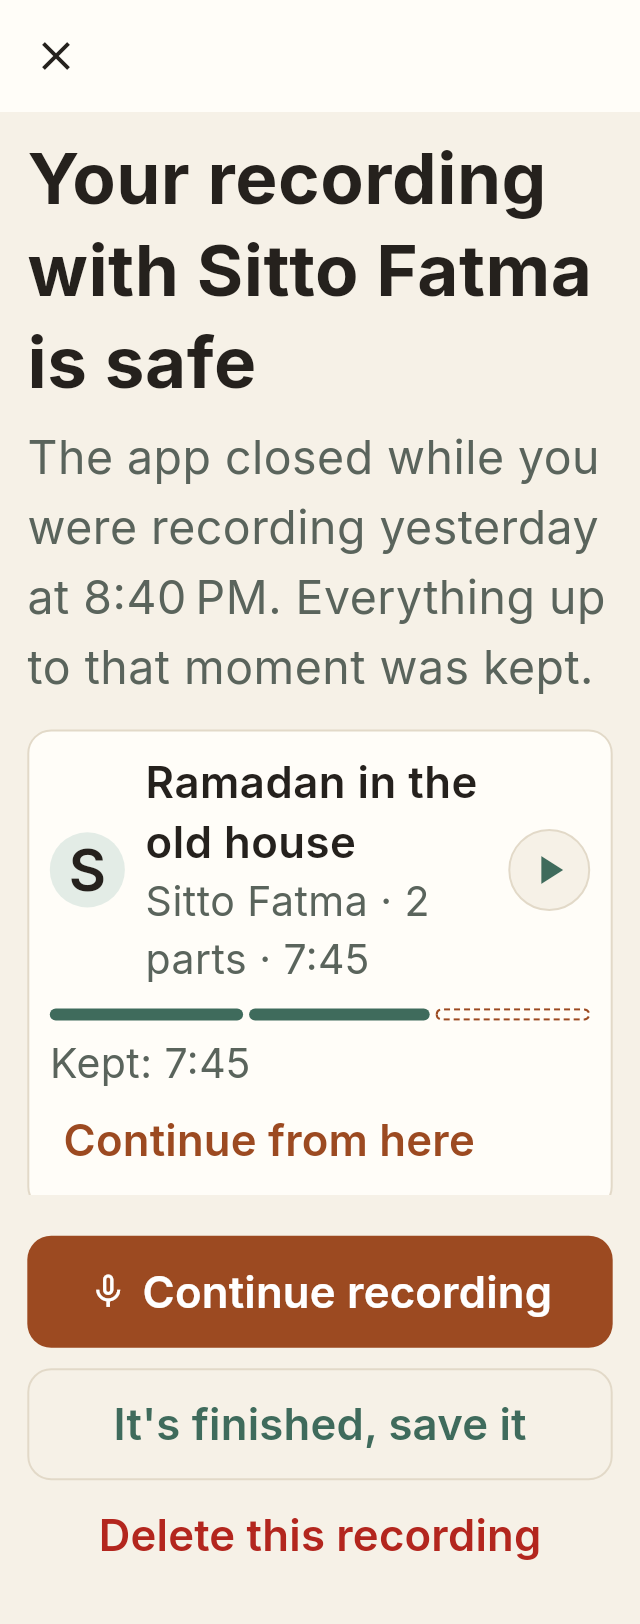 Your recording
with Sitto Fatma
is safe
The app closed while you
were recording yesterday
at 8:40 PM. Everything up
to that moment was kept.
S
Ramadan in the
old house
Sitto Fatma · 2
parts · 7:45
Kept: 7:45
Continue from here
Continue recording
It's finished, save it
Delete this recording